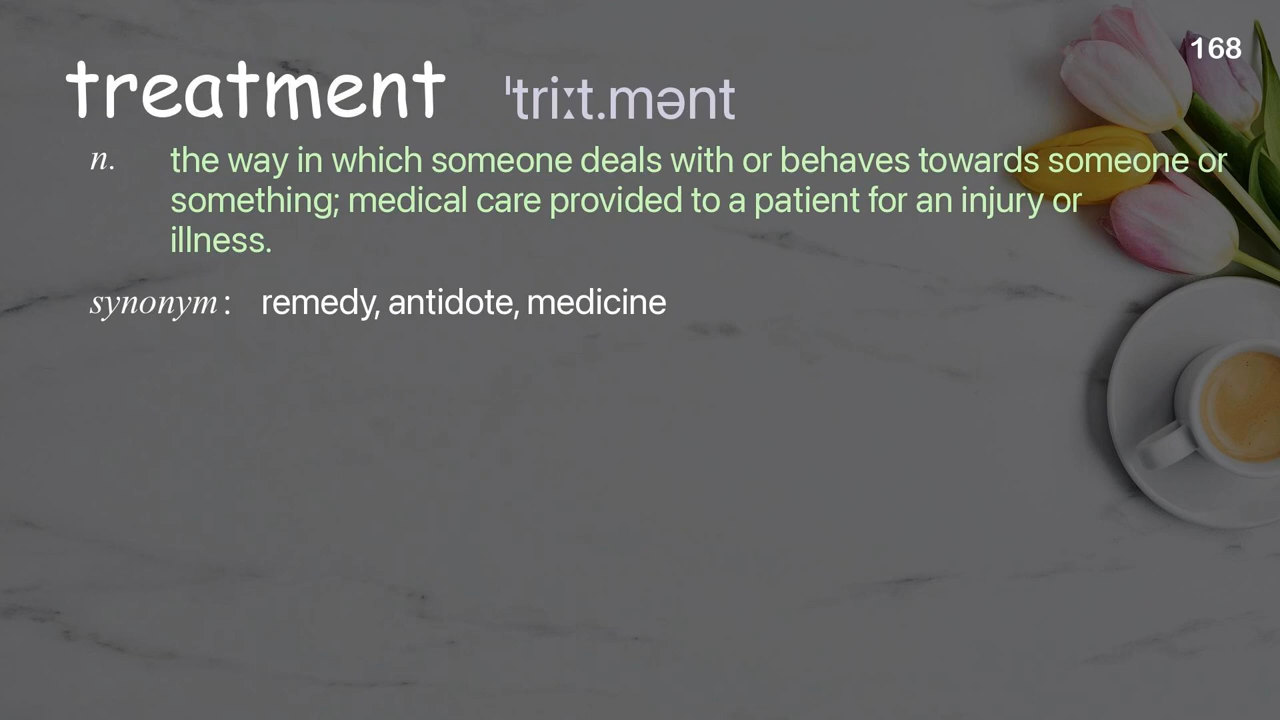 168
treatment ˈtriːt.mənt
n. the way in which someone deals with or behaves towards someone or
something; medical care provided to a patient for an injury or
illness.
synonym: remedy, antidote, medicine